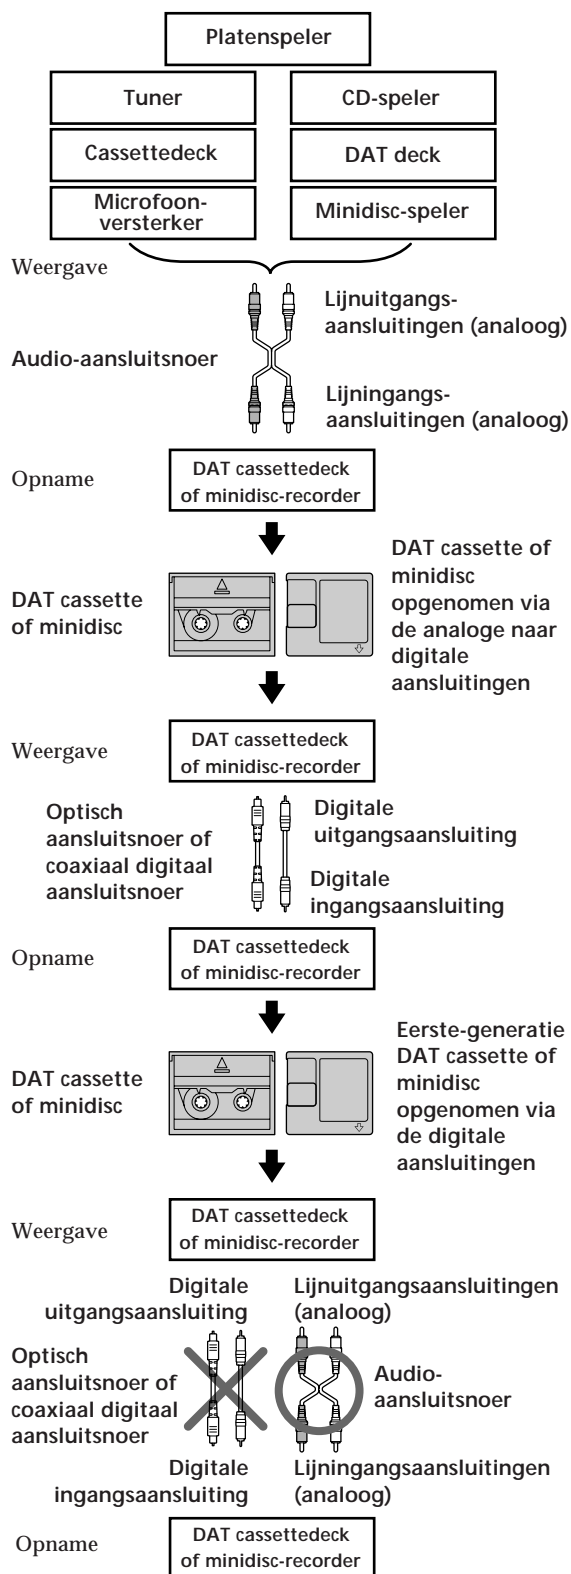 Platenspeler
Tuner
CD-speler
Cassettedeck
DAT deck
Microfoon-
versterker
Minidisc-speler
Weergave
Lijnuitgangs-
aansluitingen (analoog)
Audio-aansluitsnoer
Lijningangs-
aansluitingen (analoog)
Opname
DAT cassettedeck
of minidisc-recorder
DAT cassette
of minidisc
DAT cassette of
minidisc
opgenomen via
de analoge naar
digitale
aansluitingen
Weergave
DAT cassettedeck
of minidisc-recorder
Optisch
aansluitsnoer of
coaxiaal digitaal
aansluitsnoer
Digitale
uitgangsaansluiting
Digitale
ingangsaansluiting
Opname
DAT cassettedeck
of minidisc-recorder
DAT cassette
of minidisc
Eerste-generatie
DAT cassette of
minidisc
opgenomen via
de digitale
aansluitingen
Weergave
DAT cassettedeck
of minidisc-recorder
Digitale
uitgangsaansluiting
Lijnuitgangsaansluitingen
(analoog)
Optisch
aansluitsnoer of
coaxiaal digitaal
aansluitsnoer
Audio-
aansluitsnoer
Digitale
ingangsaansluiting
Lijningangsaansluitingen
(analoog)
Opname
DAT cassettedeck
of minidisc-recorder